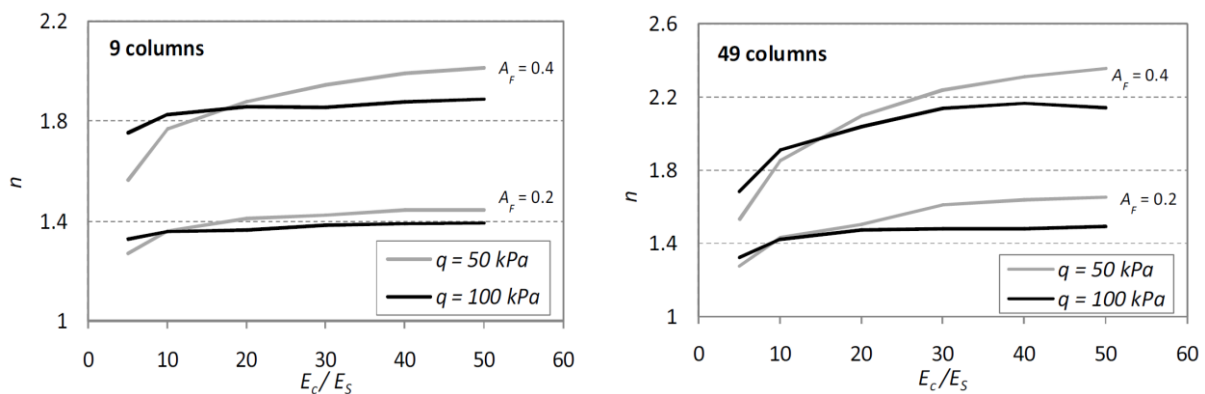 2.2
9 columns
A_F = 0.4
1.8
n
A_F = 0.2
1.4
q = 50 kPa
q = 100 kPa
1
0 10 20 30 40 50 60
E_c / E_S
2.6
49 columns
A_F = 0.4
2.2
1.8
n
A_F = 0.2
1.4
q = 50 kPa
q = 100 kPa
1
0 10 20 30 40 50 60
E_c / E_S